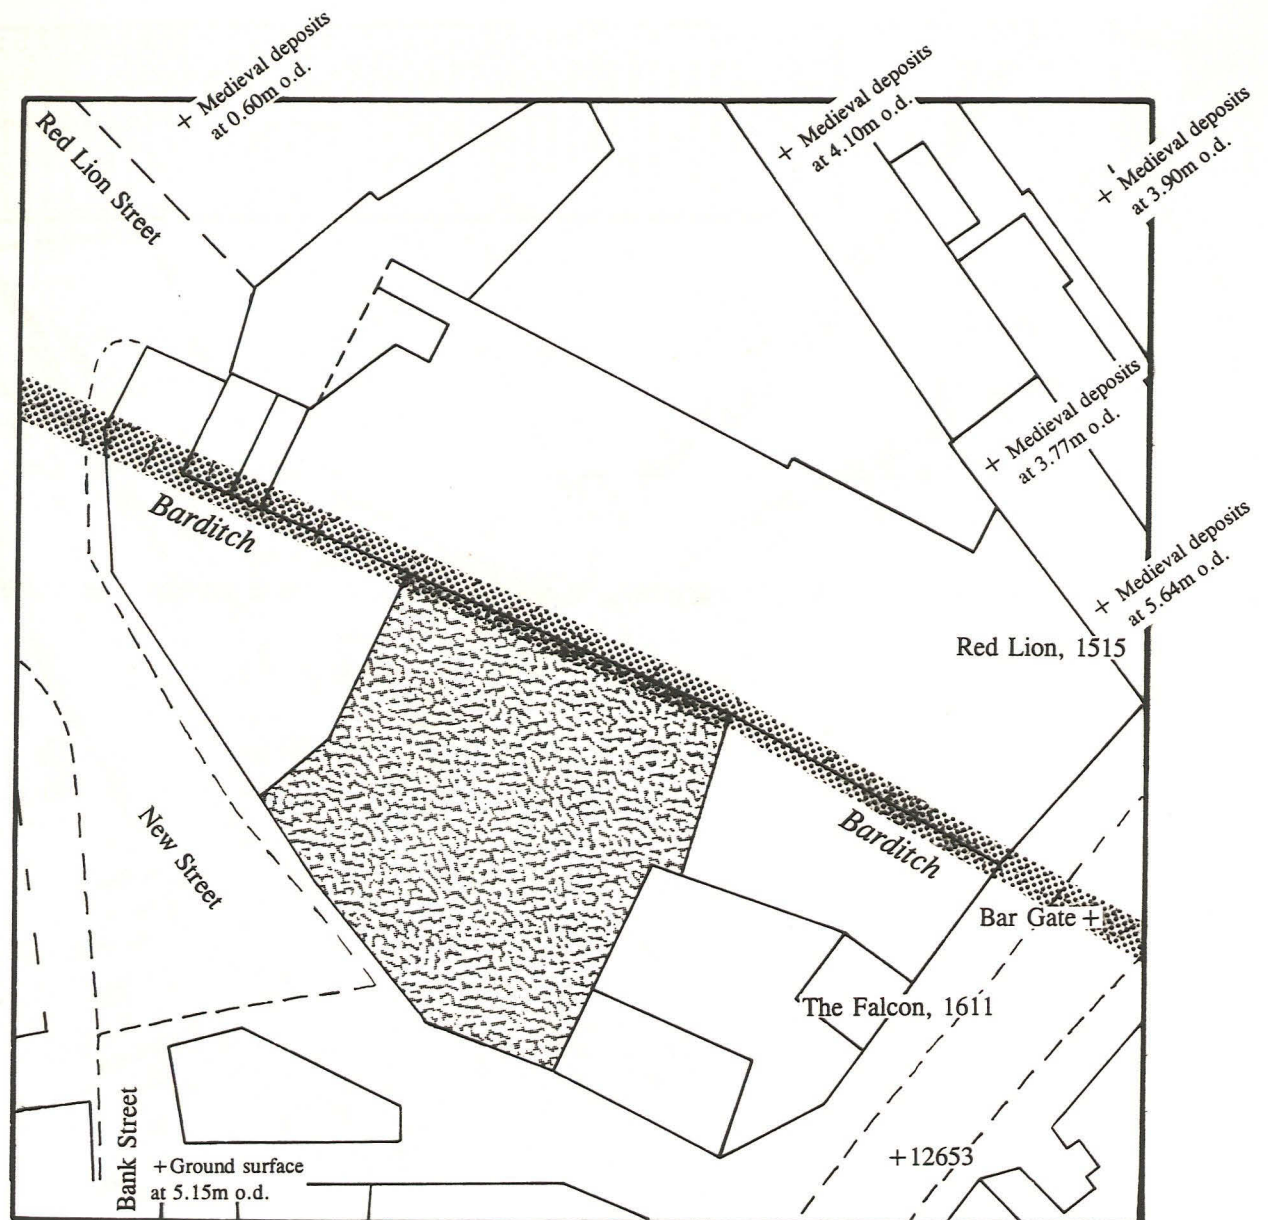 + Medieval deposits
at 0.60m o.d.
+ Medieval deposits
at 4.10m o.d.
+ Medieval deposits
at 3.90m o.d.
Red Lion Street
+ Medieval deposits
at 3.77m o.d.
Barditch
+ Medieval deposits
at 5.64m o.d.
Red Lion, 1515
New Street
Barditch
Bar Gate +
The Falcon, 1611
Bank Street
+Ground surface
at 5.15m o.d.
+12653